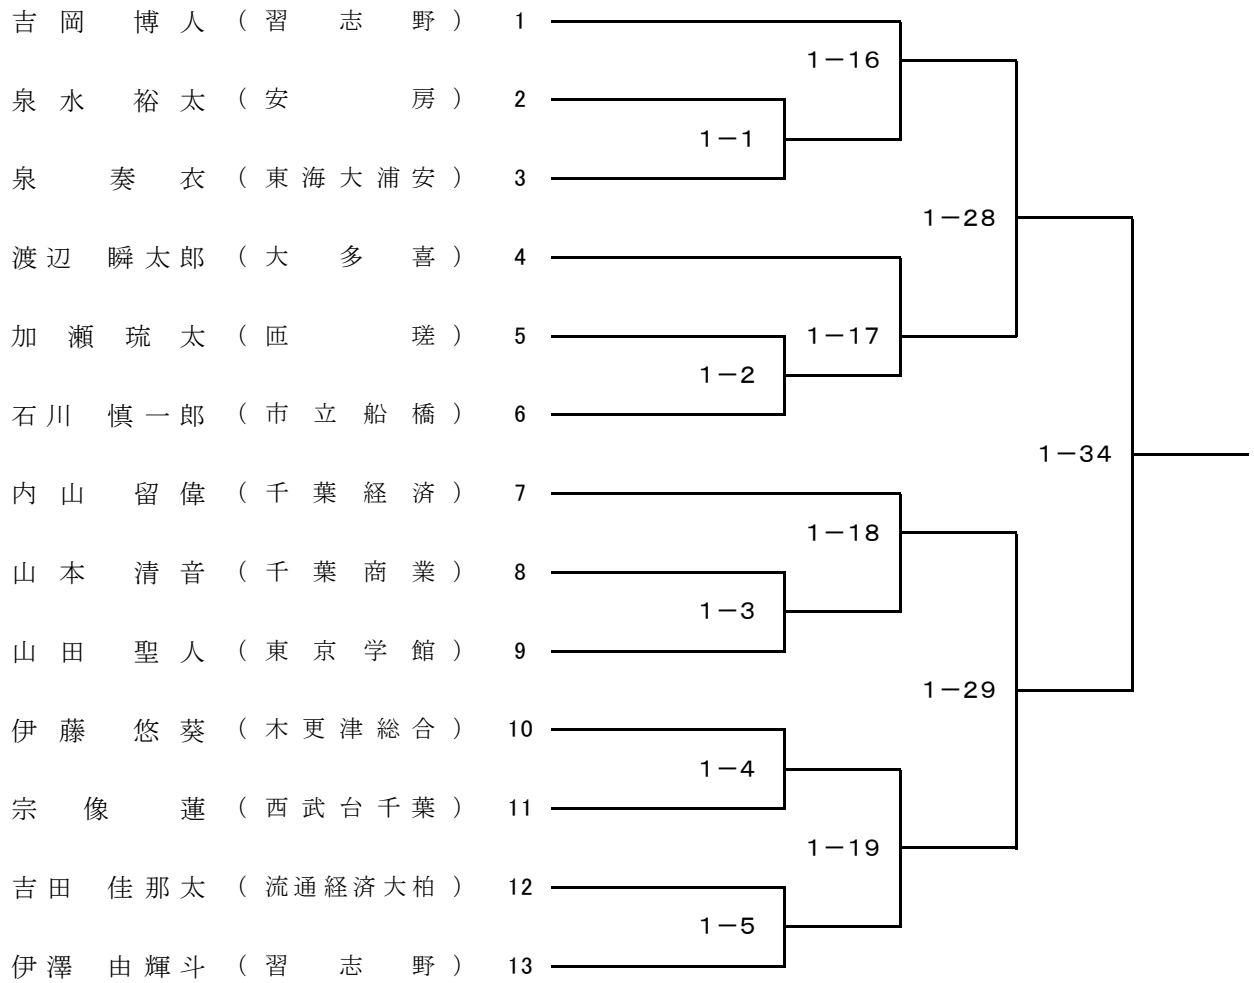 吉岡 博人 (習志野) 1
1－16
泉水 裕太 (安房) 2
1－1
泉 奏衣 (東海大浦安) 3
1－28
渡辺 瞬太郎 (大多喜) 4
加瀬 琉太 (匝瑳) 5
1－17
1－2
石川 慎一郎 (市立船橋) 6
1－34
内山 留偉 (千葉経済) 7
1－18
山本 清音 (千葉商業) 8
1－3
山田 聖人 (東京学館) 9
1－29
伊藤 悠葵 (木更津総合) 10
1－4
宗像 蓮 (西武台千葉) 11
1－19
吉田 佳那太 (流通経済大柏) 12
1－5
伊澤 由輝斗 (習志野) 13